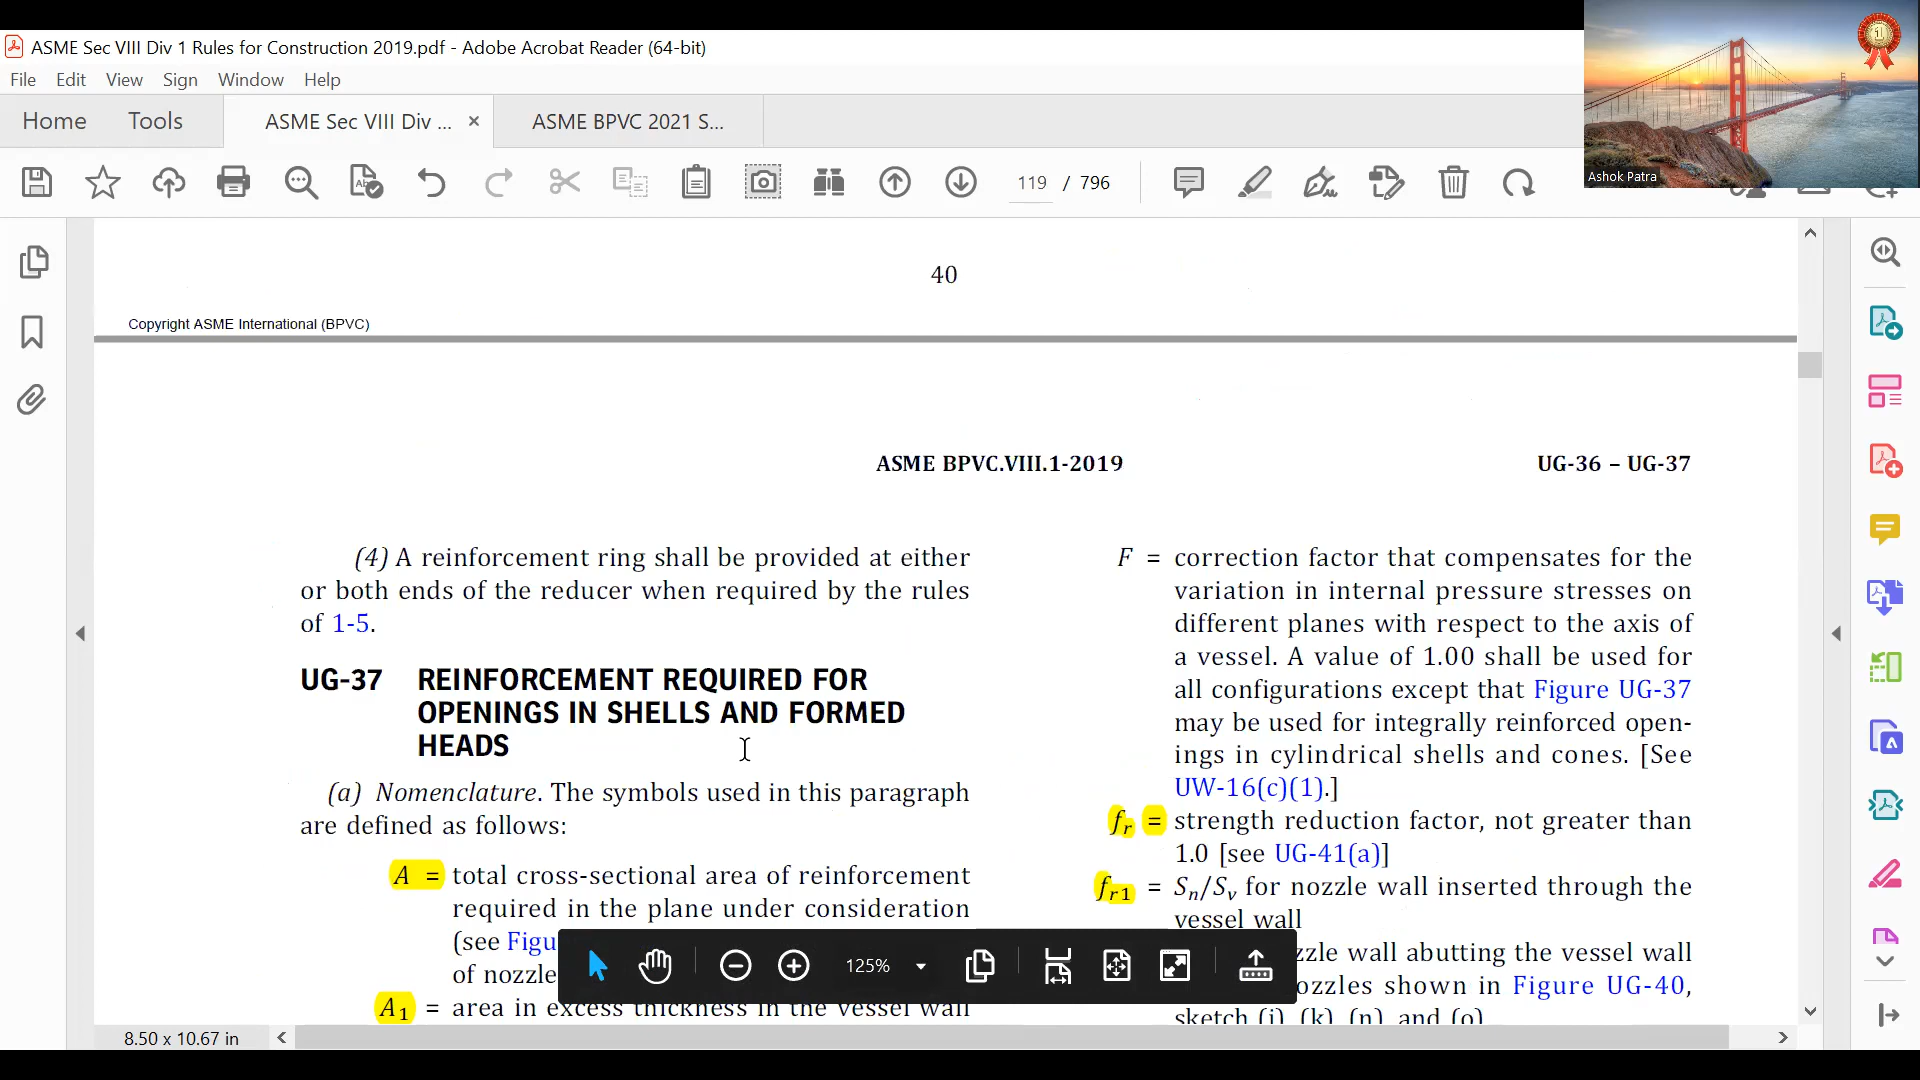 ASME Sec VIII Div 1 Rules for Construction 2019.pdf - Adobe Acrobat Reader (64-bit)
File Edit View Sign Window Help
Home Tools ASME Sec VIII Div ... × ASME BPVC 2021 S...
119 / 796
1
Ashok Patra
40
Copyright ASME International (BPVC)
ASME BPVC.VIII.1-2019
UG-36 – UG-37
(4) A reinforcement ring shall be provided at either
or both ends of the reducer when required by the rules
of 1-5.
UG-37 REINFORCEMENT REQUIRED FOR
OPENINGS IN SHELLS AND FORMED
HEADS
(a) Nomenclature. The symbols used in this paragraph
are defined as follows:
A = total cross-sectional area of reinforcement
required in the plane under consideration
(see Figu
of nozzle
A1 = area in excess thickness in the vessel wall
F = correction factor that compensates for the
variation in internal pressure stresses on
different planes with respect to the axis of
a vessel. A value of 1.00 shall be used for
all configurations except that Figure UG-37
may be used for integrally reinforced open-
ings in cylindrical shells and cones. [See
UW-16(c)(1).]
fr = strength reduction factor, not greater than
1.0 [see UG-41(a)]
fr1 = Sn/Sv for nozzle wall inserted through the
vessel wall
zzle wall abutting the vessel wall
ozzles shown in Figure UG-40,
sketch (j), (k), (n), and (o)
125%
8.50 x 10.67 in